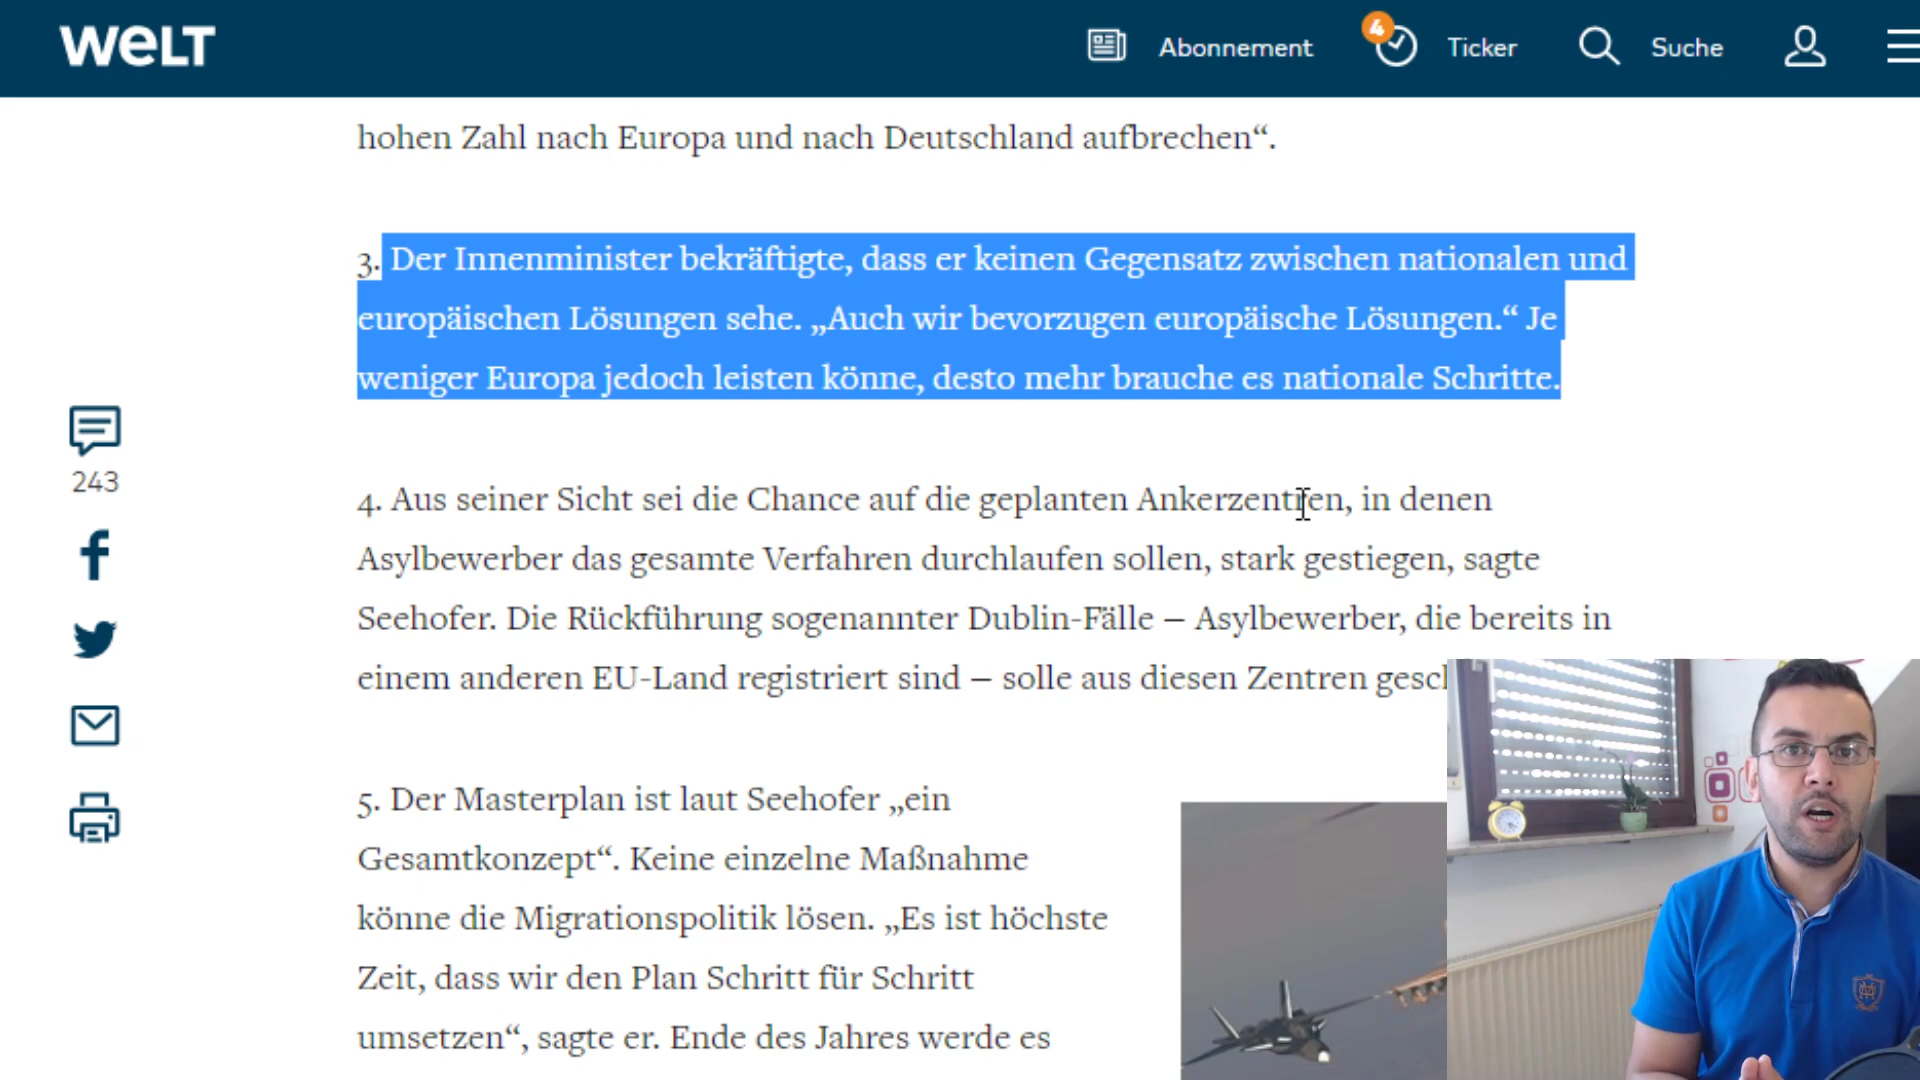 WELT
Abonnement
4
Ticker
Suche
hohen Zahl nach Europa und nach Deutschland aufbrechen“.
3. Der Innenminister bekräftigte, dass er keinen Gegensatz zwischen nationalen und
europäischen Lösungen sehe. „Auch wir bevorzugen europäische Lösungen.“ Je
weniger Europa jedoch leisten könne, desto mehr brauche es nationale Schritte.
243
4. Aus seiner Sicht sei die Chance auf die geplanten Ankerzentren, in denen
Asylbewerber das gesamte Verfahren durchlaufen sollen, stark gestiegen, sagte
Seehofer. Die Rückführung sogenannter Dublin-Fälle – Asylbewerber, die bereits in
einem anderen EU-Land registriert sind – solle aus diesen Zentren
5. Der Masterplan ist laut Seehofer „ein
Gesamtkonzept“. Keine einzelne Maßnahme
könne die Migrationspolitik lösen. „Es ist höchste
Zeit, dass wir den Plan Schritt für Schritt
umsetzen“, sagte er. Ende des Jahres werde es